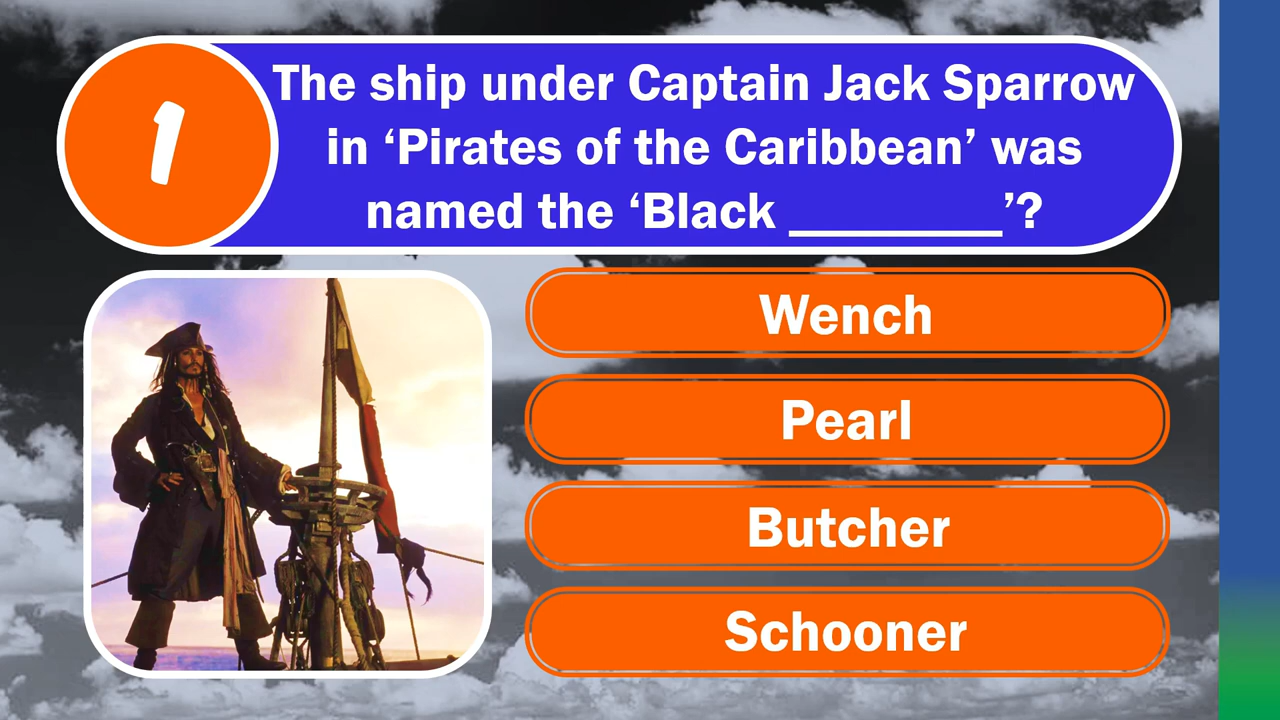 1
The ship under Captain Jack Sparrow
in ‘Pirates of the Caribbean’ was
named the ‘Black ________’?
Wench
Pearl
Butcher
Schooner